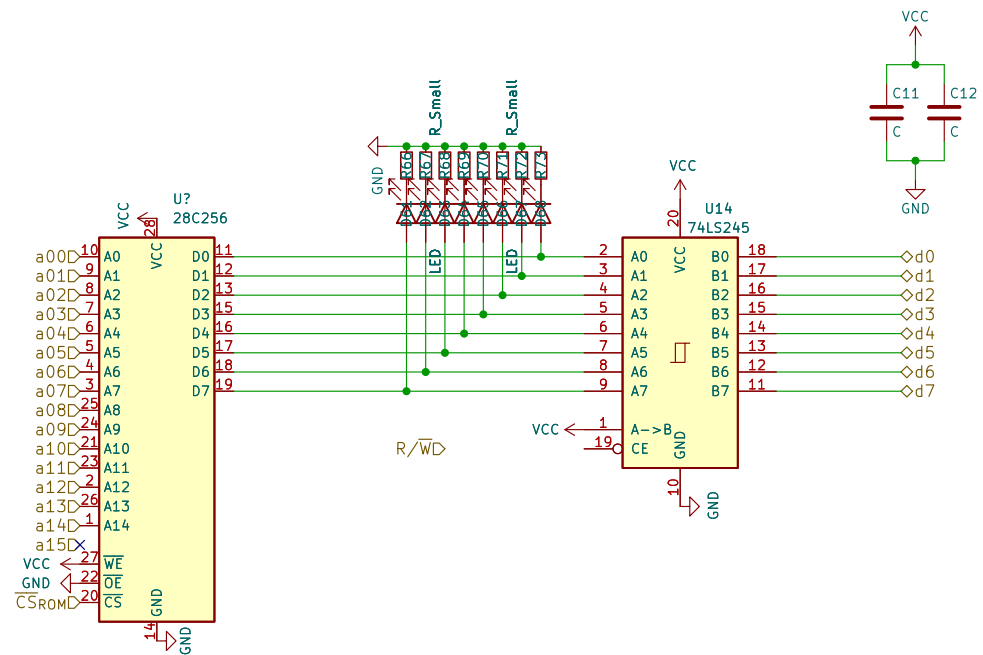 VCC
C11
C12
C
C
GND
R_Small
R_Small
GND
R66
R67
R68
R69
R70
R71
R72
R73
LED
LED
U?
28C256
VCC
28
VCC
a00 10 A0
a01 9 A1
a02 8 A2
a03 7 A3
a04 6 A4
a05 5 A5
a06 4 A6
a07 3 A7
a08 25 A8
a09 24 A9
a10 21 A10
a11 23 A11
a12 2 A12
a13 26 A13
a14 1 A14
a15
VCC 27 WE
GND 22 OE
CSROM 20 CS
D0 11
D1 12
D2 13
D3 15
D4 16
D5 17
D6 18
D7 19
GND
14
GND
R/W
VCC
20
U14
74LS245
VCC
2 A0 B0 18 d0
3 A1 B1 17 d1
4 A2 B2 16 d2
5 A3 B3 15 d3
6 A4 B4 14 d4
7 A5 B5 13 d5
8 A6 B6 12 d6
9 A7 B7 11 d7
VCC 1 A->B
19 CE
GND
10
GND